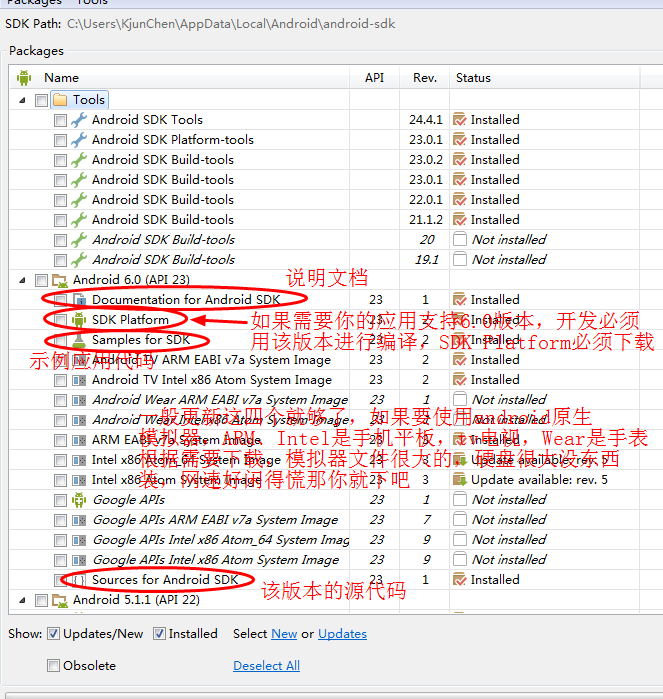 Packages Tools
SDK Path: C:\Users\KjunChen\AppData\Local\Android\android-sdk
Packages
Name API Rev. Status
Tools
Android SDK Tools 24.4.1 Installed
Android SDK Platform-tools 23.0.1 Installed
Android SDK Build-tools 23.0.2 Installed
Android SDK Build-tools 23.0.1 Installed
Android SDK Build-tools 22.0.1 Installed
Android SDK Build-tools 21.1.2 Installed
Android SDK Build-tools 20 Not installed
Android SDK Build-tools 19.1 Not installed
Android 6.0 (API 23)
说明文档
Documentation for Android SDK 23 1 Installed
SDK Platform
如果需要你的应用支持6.0版本，开发必须
Samples for SDK 23 2
用该版本进行编译，SDK Platform必须下载
示例应用代码
Android TV ARM EABI v7a System Image 23 2 Installed
Android TV Intel x86 Atom System Image 23 2 Installed
Android Wear ARM EABI v7a System Image 23 1 Not installed
Android Wear Intel x86 Atom System Image 23 Not installed
一般更新这四个就够了，如果要使用android原生
ARM EABI v7a System Image 23 Installed
模拟器，ARM、Intel是手机平板，TV电视，Wear是手表
Intel x86 Atom_64 System Image 23 Update available: rev. 5
根据需要下载，模拟器文件很大的，硬盘很大没东西
Intel x86 Atom System Image 23 3 Update available: rev. 5
装，网速好闲得慌那你就下吧
Google APIs 23 1 Not installed
Google APIs ARM EABI v7a System Image 23 7 Not installed
Google APIs Intel x86 Atom_64 System Image 23 9 Not installed
Google APIs Intel x86 Atom System Image 23 9 Not installed
Sources for Android SDK 23 1 Installed
该版本的源代码
Android 5.1.1 (API 22)
Show: Updates/New Installed Select New or Updates
Obsolete Deselect All